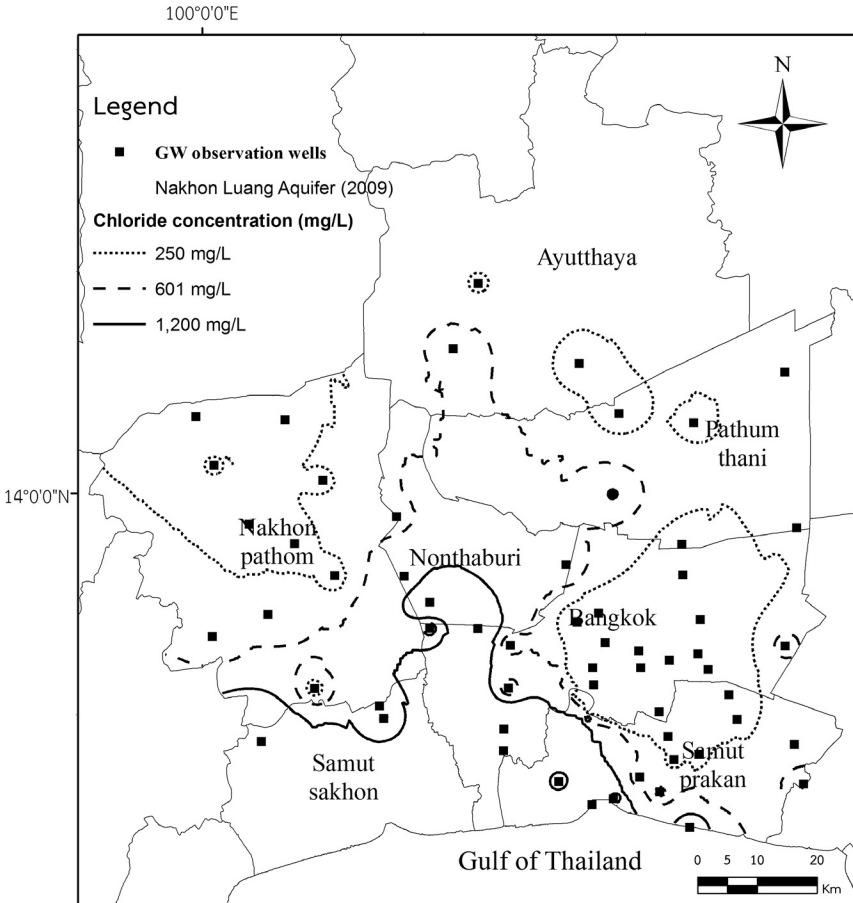 100°0'0"E
Legend
N
GW observation wells
Nakhon Luang Aquifer (2009)
Chloride concentration (mg/L)
250 mg/L
601 mg/L
1,200 mg/L
Ayutthaya
Pathum
thani
14°0'0"N
Nakhon
pathom
Nonthaburi
Bangkok
Samut
sakhon
Samut
prakan
Gulf of Thailand
0 5 10 20
Km